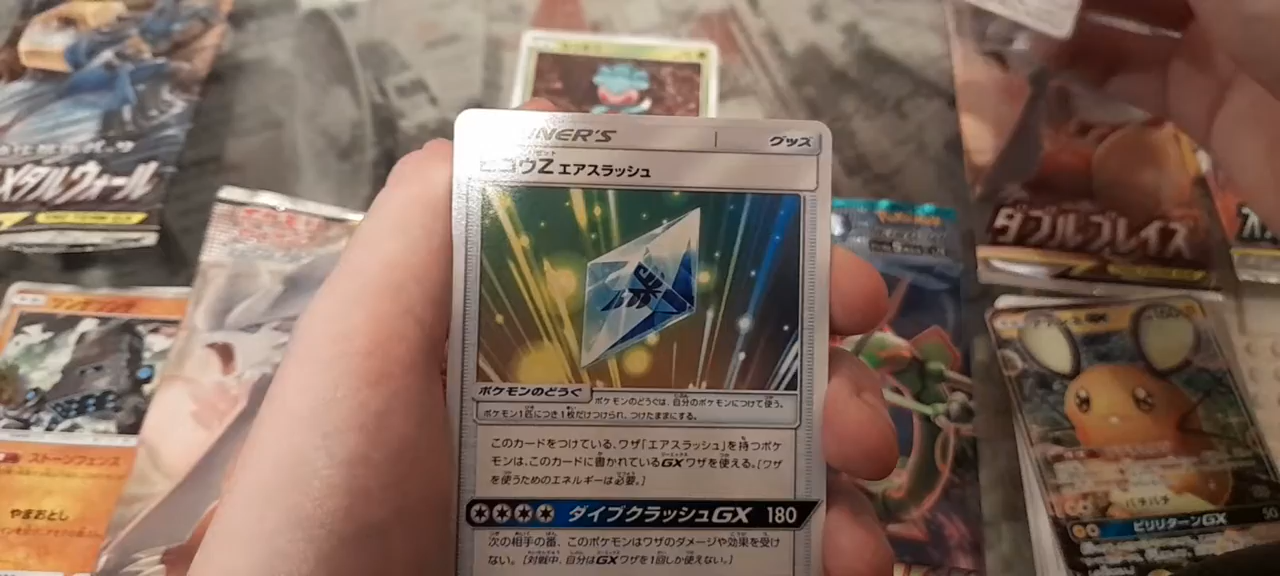 NER'S
グッズ
ヒコウZ エアスラッシュ
ポケモンのどうぐ
ポケモンのどうぐは、自分のポケモンにつけて使う。
ポケモン1匹につき1枚だけつけられ、つけたままにする。
このカードをつけている、ワザ「エアスラッシュ」を持つポケ
モンは、このカードに書かれているGXワザを使える。[ワザ
を使うためのエネルギーは必要。]
ダイブクラッシュGX 180
次の相手の番、このポケモンはワザのダメージや効果を受け
ない。[対戦中、自分はGXワザを1回しか使えない。]
メタルウォール
ダブルブレイズ
ストーンフェンス
やまおとし
パチパチ
ビリリターンGX
50